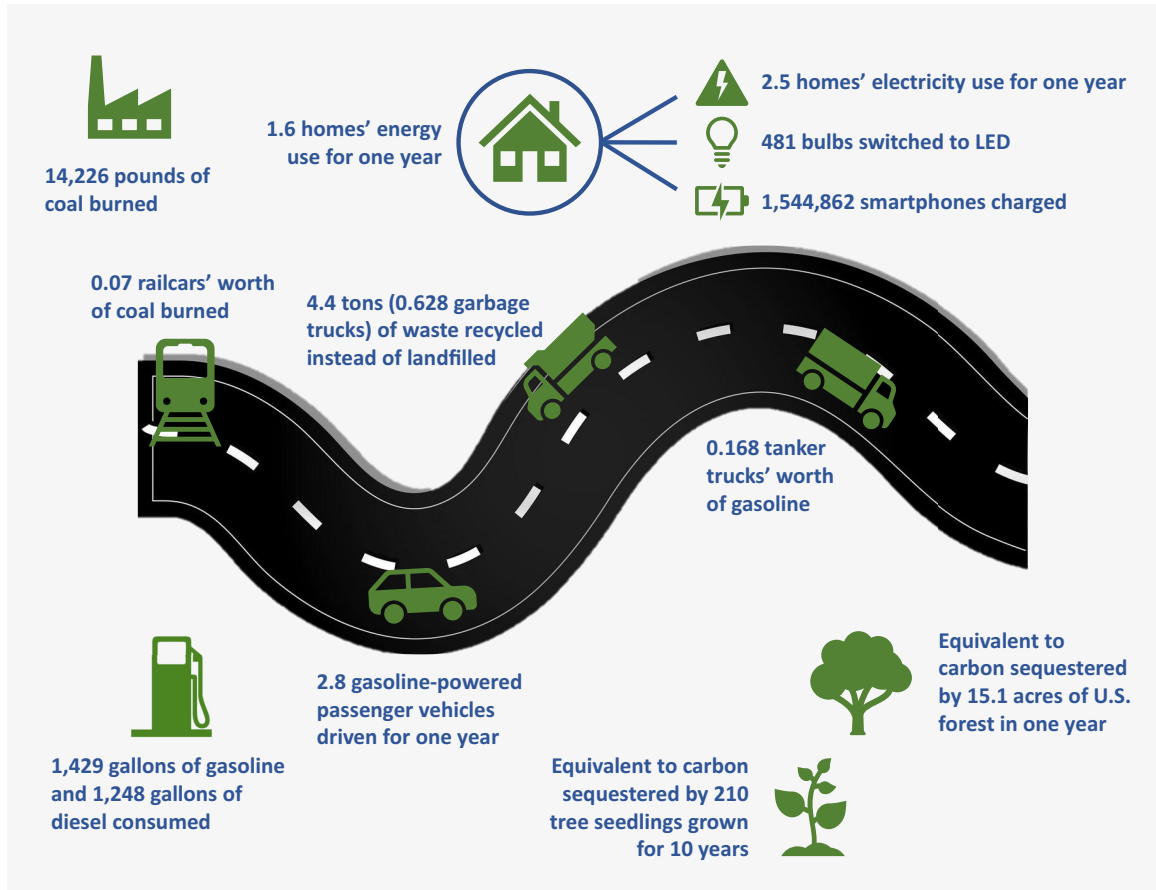 14,226 pounds of
coal burned
1.6 homes’ energy
use for one year
2.5 homes’ electricity use for one year
481 bulbs switched to LED
1,544,862 smartphones charged
0.07 railcars’ worth
of coal burned
4.4 tons (0.628 garbage
trucks) of waste recycled
instead of landfilled
0.168 tanker
trucks’ worth
of gasoline
2.8 gasoline-powered
passenger vehicles
driven for one year
1,429 gallons of gasoline
and 1,248 gallons of
diesel consumed
Equivalent to
carbon sequestered
by 15.1 acres of U.S.
forest in one year
Equivalent to carbon
sequestered by 210
tree seedlings grown
for 10 years